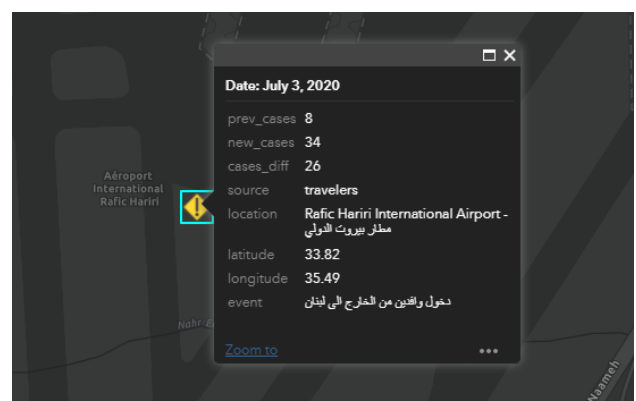 Date: July 3, 2020
prev_cases 8
new_cases 34
cases_diff 26
source travelers
location Rafic Hariri International Airport -
مطار بيروت الدولي
latitude 33.82
longitude 35.49
event دخول وافدين من الخارج الى لبنان
Zoom to
Aéroport
International
Rafic Hariri
Nahr
Naameh